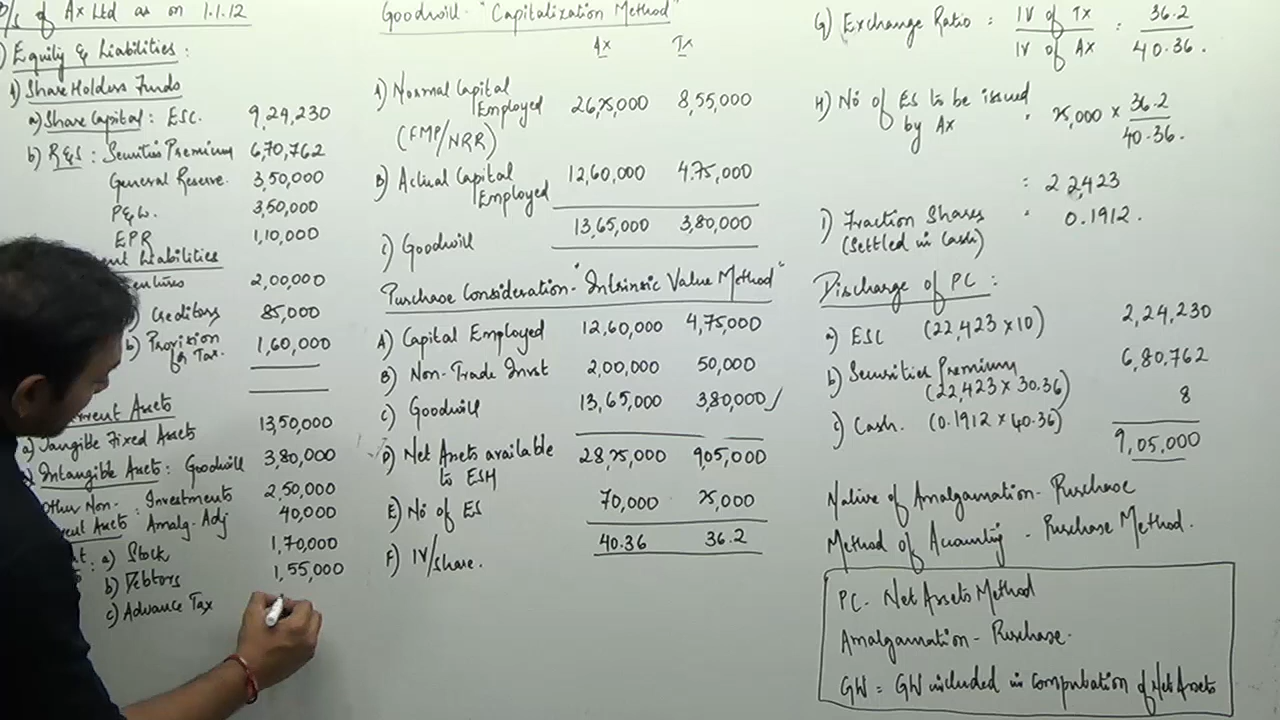 B/s of Ax Ltd as on 1.1.12
Equity & Liabilities :
1) Share Holders Funds
a) Share Capital : ESC. 9,24,230
b) R&S : Securities Premium 6,70,762
General Reserve. 3,50,000
P&L. 3,50,000
EPR 1,10,000
ent Liabilities
entures 2,00,000
) Creditors 85,000
b) Provision for Tax. 1,60,000
urrent Assets
a) Tangible Fixed Assets 13,50,000
Intangible Assets : Goodwill 3,80,000
other Non- : Investments 2,50,000
rent Assets Amalg. Adj 40,000
nt : a) Stock 1,70,000
b) Debtors 1,55,000
c) Advance Tax
Goodwill - "Capitalization Method"
Ax Tx
A) Normal Capital Employed 26,25,000 8,55,000
(FMP/NRR)
B) Actual Capital Employed 12,60,000 4,75,000
C) Goodwill 13,65,000 3,80,000
Purchase Consideration - "Intrinsic Value Method"
A) Capital Employed 12,60,000 4,75,000
B) Non-Trade Invst 2,00,000 50,000
C) Goodwill 13,65,000 3,80,000
D) Net Assets available to ESH 28,25,000 905,000
E) No of ES 70,000 25,000
F) IV/share. 40.36 36.2
G) Exchange Ratio = IV of Tx / IV of Ax = 36.2 / 40.36.
H) No of ES to be issued by Ax = 25,000 × 36.2 / 40.36.
= 22,423
I) Fraction Shares = 0.1912.
(Settled in Cash)
Discharge of PC :
a) ESC (22,423 × 10) 2,24,230
b) Securities Premium 6,80,762
(22,423 × 30.36)
c) Cash. (0.1912 × 40.36) 8
9,05,000
Native of Amalgamation - Purchase
Method of Accounting - Purchase Method.
PC - Net Assets Method
Amalgamation - Purchase.
GW = GW included in Computation of Net Assets